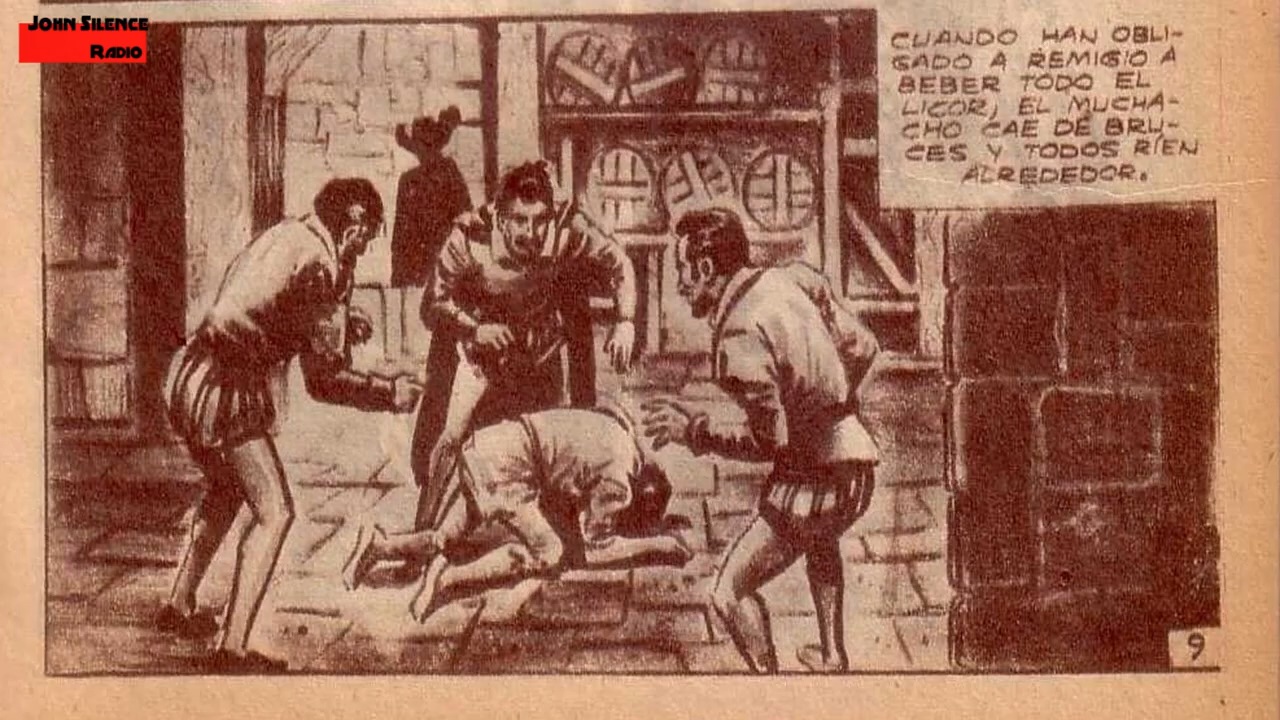 JOHN SILENCE
RADIO
CUANDO HAN OBLI-
GADO A REMIGIO A
BEBER TODO EL
LICOR, EL MUCHA-
CHO CAE DE BRU-
CES Y TODOS RIEN
ALREDEDOR.
9